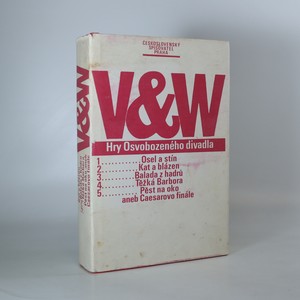 ČESKOSLOVENSKÝ
SPISOVATEL
PRAHA
V&W
Hry Osvobozeného divadla
1.......... Osel a stín
2.......... Kat a blázen
3.......... Balada z hadrů
4.......... Těžká Barbora
5.......... Pěst na oko
aneb Caesarovo finále
V&W